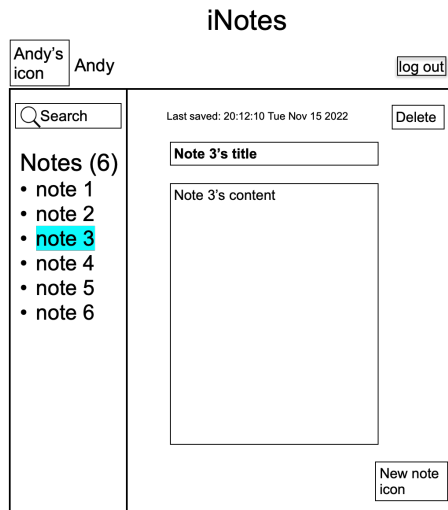 iNotes
Andy's
icon
Andy
log out
Search
Last saved: 20:12:10 Tue Nov 15 2022
Delete
Notes (6)
• note 1
• note 2
• note 3
• note 4
• note 5
• note 6
Note 3's title
Note 3's content
New note
icon